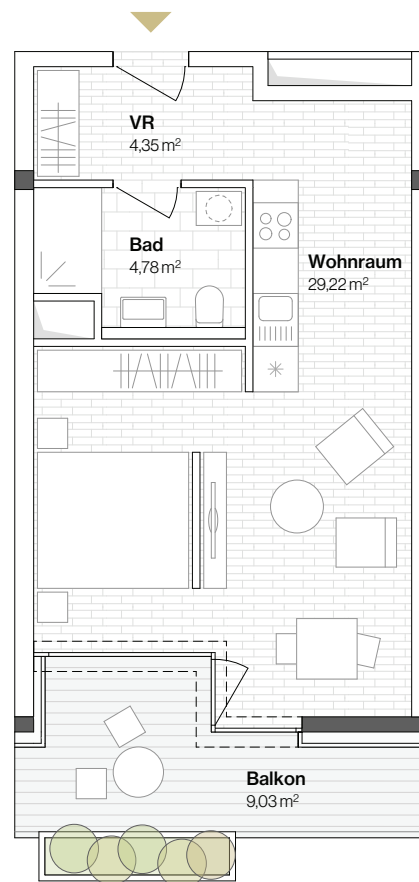 VR
4,35 m²
Bad
4,78 m²
Wohnraum
29,22 m²
Balkon
9,03 m²